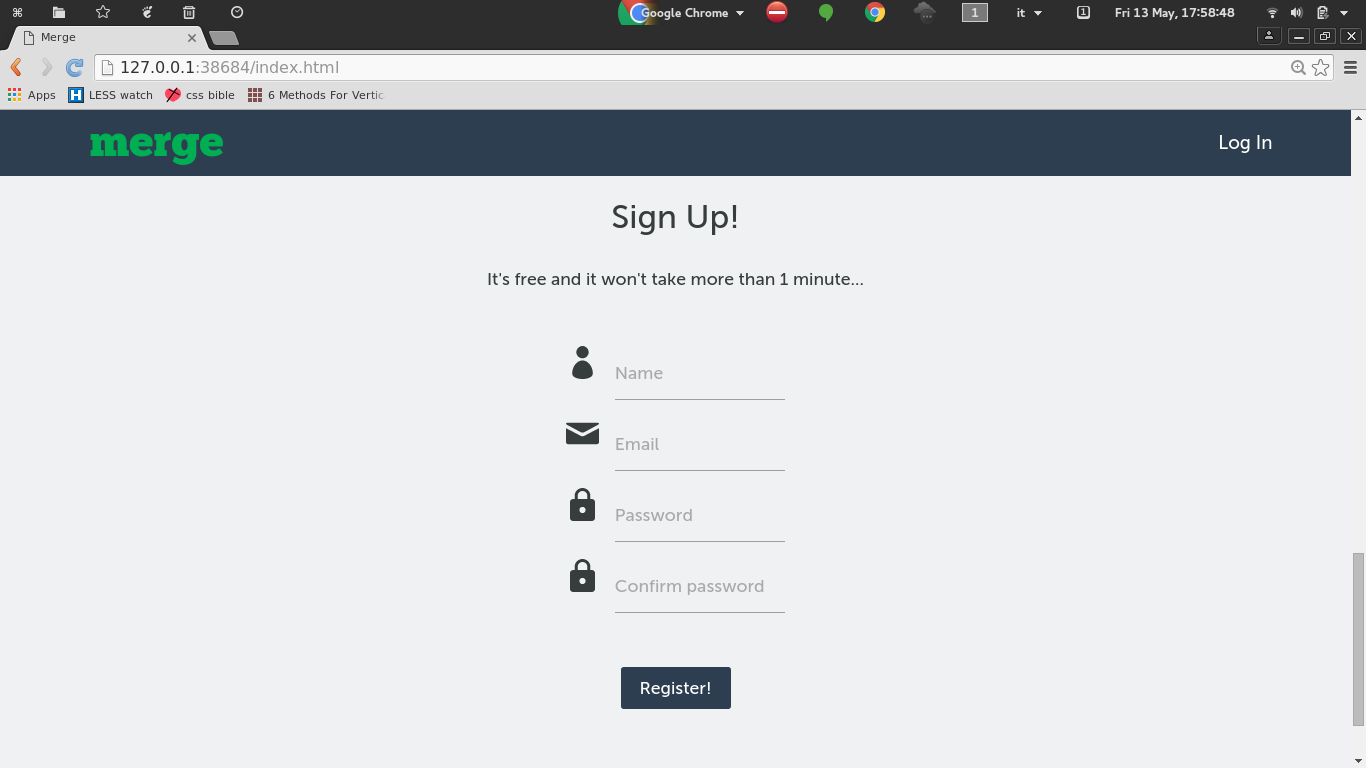 Google Chrome
1
it
1
Fri 13 May, 17:58:48
Merge
127.0.0.1:38684/index.html
Apps
LESS watch
css bible
6 Methods For Vertic
merge
Log In
Sign Up!
It's free and it won't take more than 1 minute...
Name
Email
Password
Confirm password
Register!